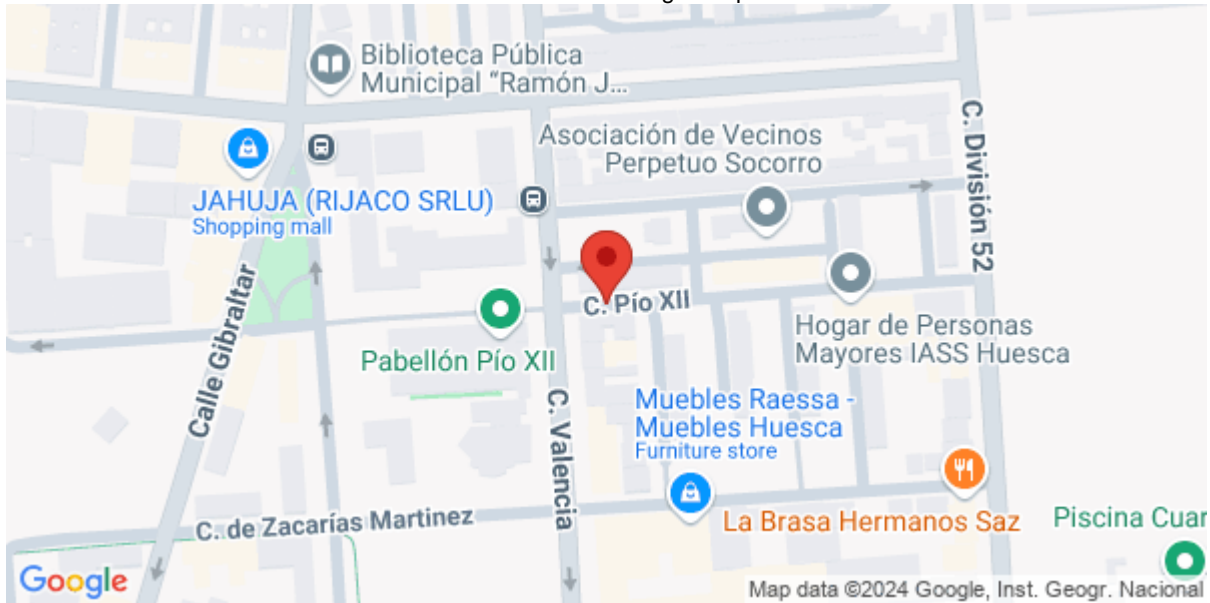 Biblioteca Pública
Municipal “Ramón J...
Asociación de Vecinos
Perpetuo Socorro
C. División 52
JAHUJA (RIJACO SRLU)
Shopping mall
Calle Gibraltar
C. Pío XII
Pabellón Pío XII
Hogar de Personas
Mayores IASS Huesca
C. Valencia
Muebles Raessa -
Muebles Huesca
Furniture store
C. de Zacarías Martinez
La Brasa Hermanos Saz
Piscina Cuar
Google
Map data ©2024 Google, Inst. Geogr. Nacional